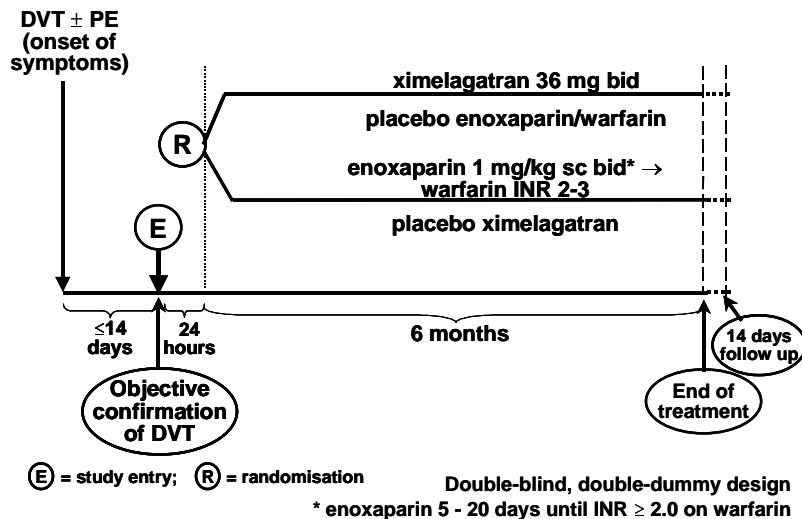 DVT ± PE
(onset of
symptoms)
ximelagatran 36 mg bid
placebo enoxaparin/warfarin
R
enoxaparin 1 mg/kg sc bid* →
warfarin INR 2-3
placebo ximelagatran
E
≤14
days
24
hours
6 months
14 days
follow up
Objective
confirmation
of DVT
End of
treatment
E = study entry; R = randomisation
Double-blind, double-dummy design
* enoxaparin 5 - 20 days until INR ≥ 2.0 on warfarin